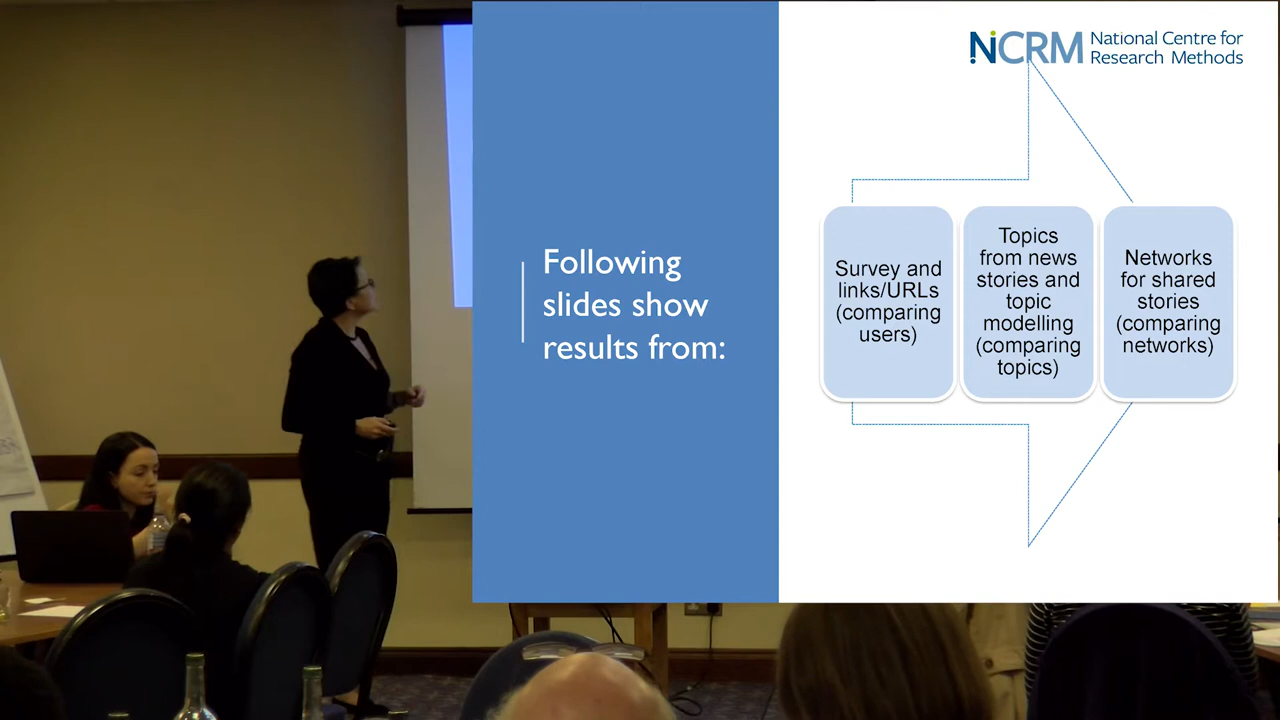 NCRM National Centre for
Research Methods
Following
slides show
results from:
Survey and
links/URLs
(comparing
users)
Topics
from news
stories and
topic
modelling
(comparing
topics)
Networks
for shared
stories
(comparing
networks)